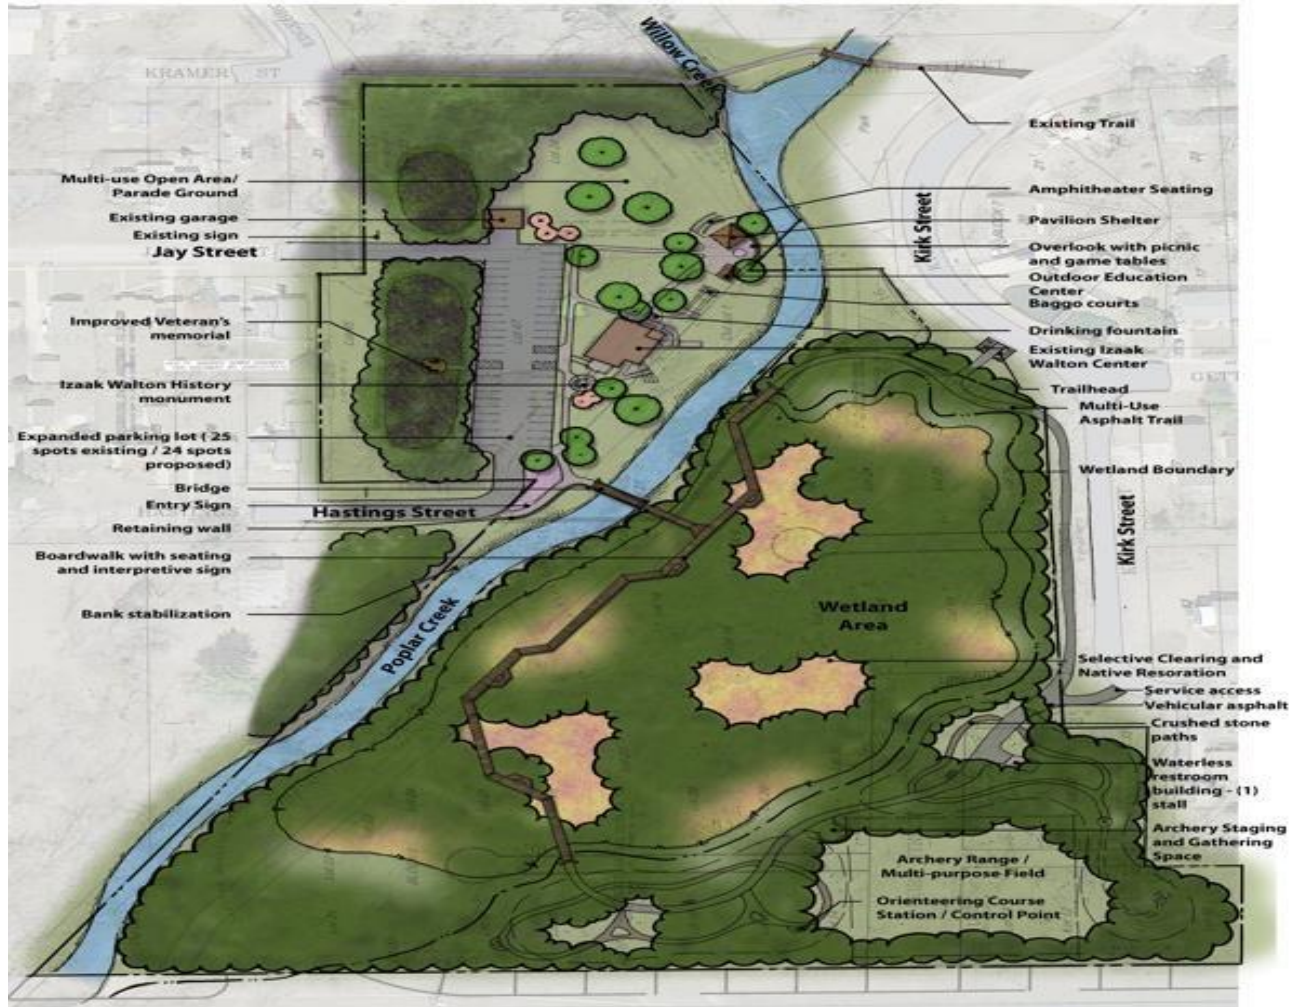 Willow Creek
KRAMER ST
STREET
Existing Trail
Multi-use Open Area/
Parade Ground
Existing garage
Existing sign
Jay Street
Improved Veteran's
memorial
Izaak Walton History
monument
Expanded parking lot ( 25
spots existing / 24 spots
proposed)
Bridge
Entry Sign
Hastings Street
Retaining wall
Boardwalk with seating
and interpretive sign
Bank stabilization
Poplar Creek
Amphitheater Seating
Pavilion Shelter
Kirk Street
Overlook with picnic
and game tables
Outdoor Education
Center
Baggo courts
Drinking fountain
Existing Izaak
Walton Center
GETT
Trailhead
Multi-Use
Asphalt Trail
Wetland Boundary
Kirk Street
Wetland
Area
Selective Clearing and
Native Resoration
Service access
Vehicular asphalt
Crushed stone
paths
Waterless
restroom
building - (1)
stall
Archery Staging
and Gathering
Space
Archery Range /
Multi-purpose Field
Orienteering Course
Station / Control Point